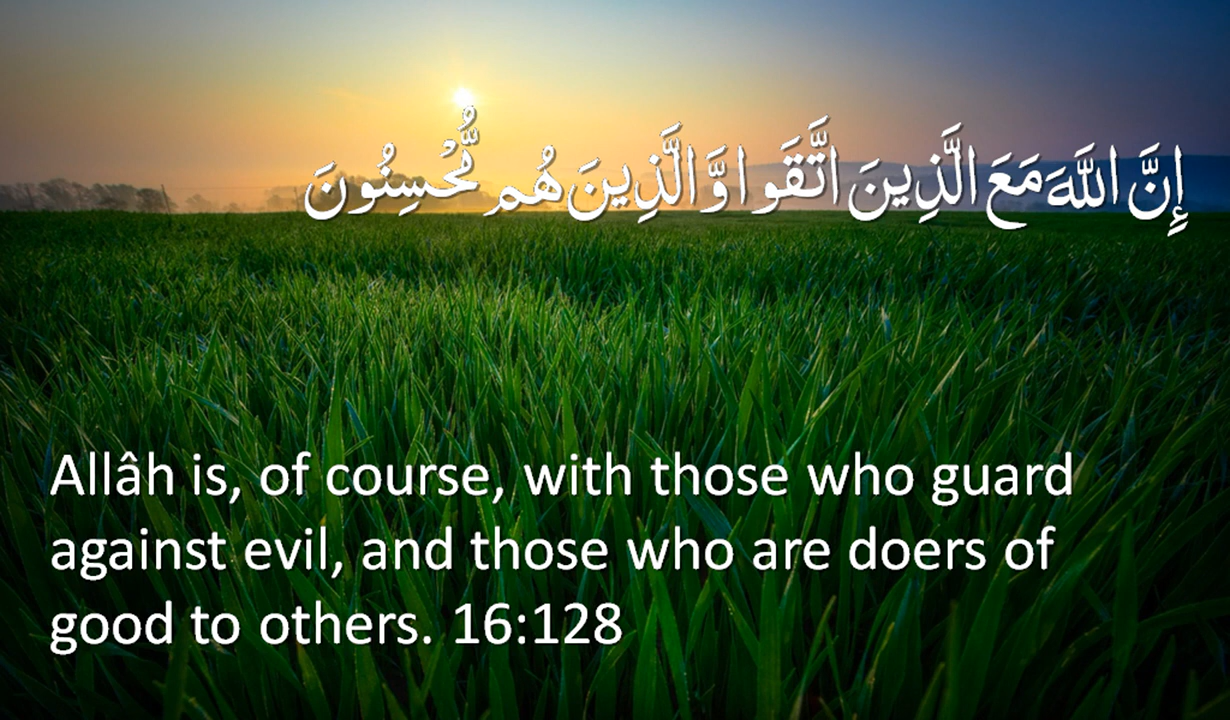 إِنَّ اللَّهَ مَعَ الَّذِينَ اتَّقَوا وَّالَّذِينَ هُم مُّحْسِنُونَ
Allâh is, of course, with those who guard
against evil, and those who are doers of
good to others. 16:128